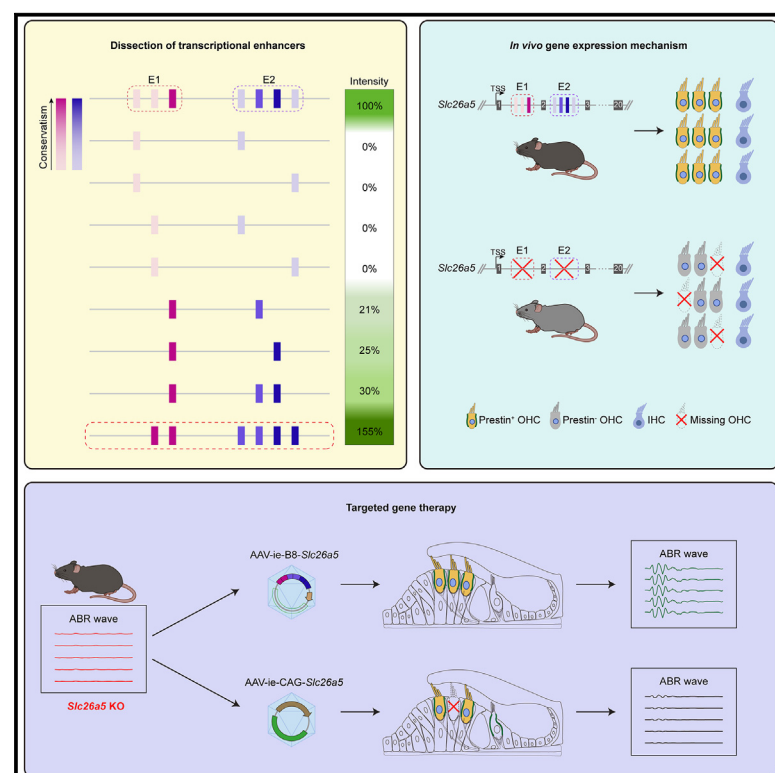 Dissection of transcriptional enhancers
E1 E2 Intensity
Conservatism
100%
0%
0%
0%
0%
21%
25%
30%
155%
In vivo gene expression mechanism
E1 E2
TSS
Slc26a5 1 2 3 20
E1 E2
TSS
Slc26a5 1 2 3 20
Prestin⁺ OHC Prestin⁻ OHC IHC Missing OHC
Targeted gene therapy
ABR wave
Slc26a5 KO
AAV-ie-B8-Slc26a5
ABR wave
AAV-ie-CAG-Slc26a5
ABR wave